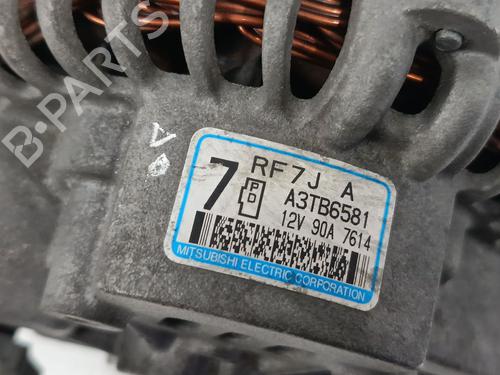 B-PARTS
7
RF7J A
P
D
A3TB6581
12V 90A 7614
MITSUBISHI ELECTRIC CORPORATION